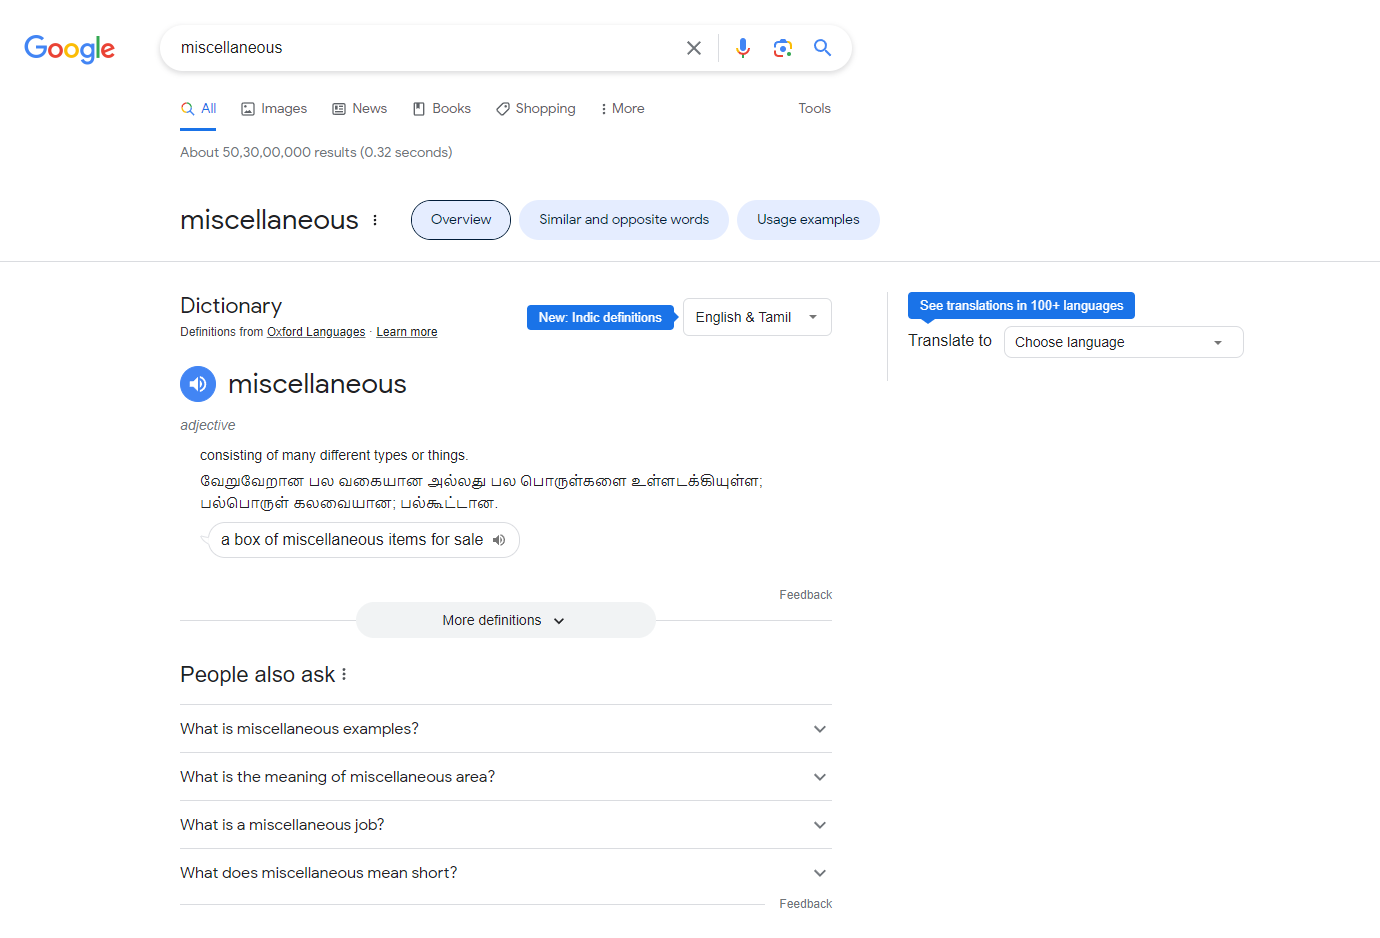 Google
miscellaneous
All Images News Books Shopping More Tools
About 50,30,00,000 results (0.32 seconds)
miscellaneous
Overview Similar and opposite words Usage examples
Dictionary
Definitions from Oxford Languages · Learn more
New: Indic definitions English & Tamil
miscellaneous
adjective
consisting of many different types or things.
வேறுவேறான பல வகையான அல்லது பல பொருள்களை உள்ளடக்கியுள்ள;
பல்பொருள் கலவையான; பல்கூட்டான.
a box of miscellaneous items for sale
Feedback
More definitions
People also ask
What is miscellaneous examples?
What is the meaning of miscellaneous area?
What is a miscellaneous job?
What does miscellaneous mean short?
Feedback
See translations in 100+ languages
Translate to Choose language